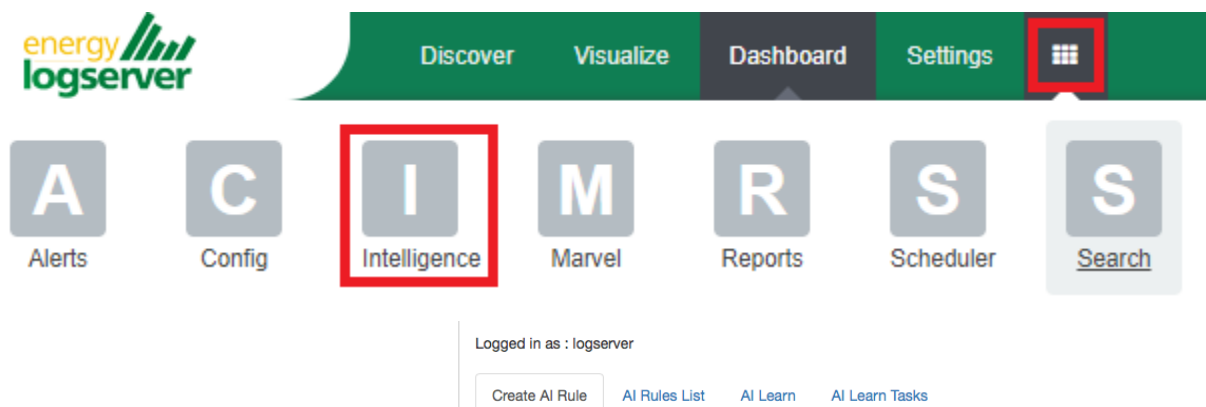 energy
logserver
Discover Visualize Dashboard Settings
A C I M R S S
Alerts Config Intelligence Marvel Reports Scheduler Search
Logged in as : logserver
Create AI Rule AI Rules List AI Learn AI Learn Tasks